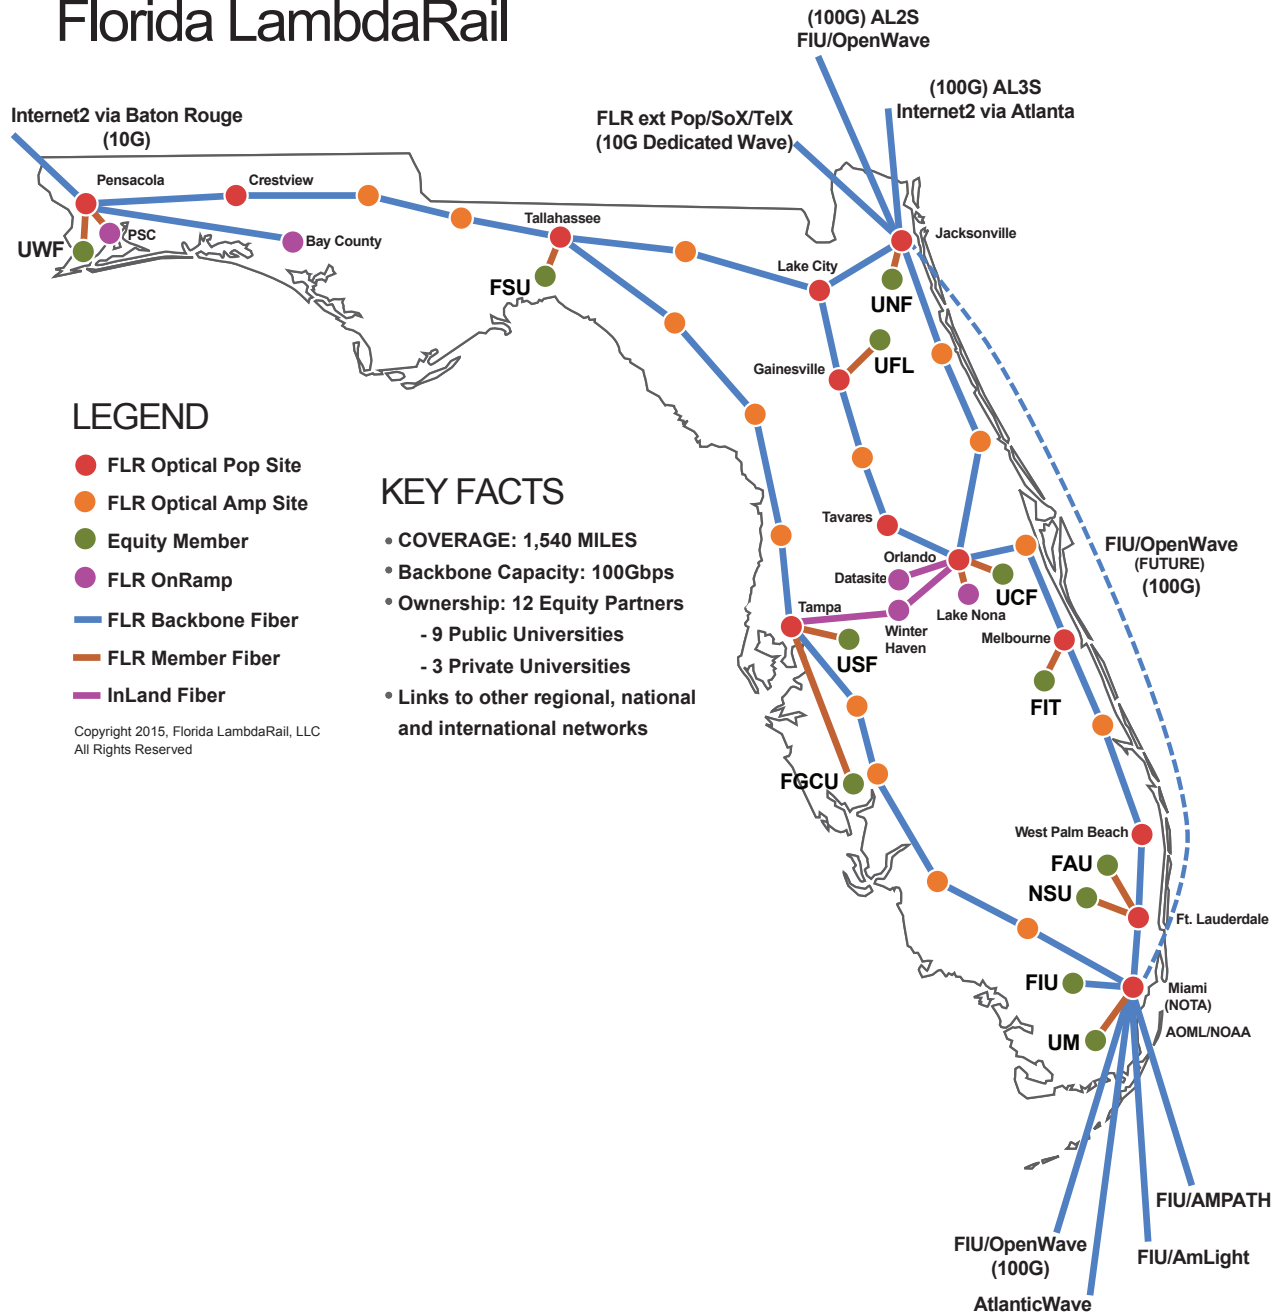 Florida LambdaRail
(100G) AL2S
FIU/OpenWave
(100G) AL3S
Internet2 via Atlanta
FLR ext Pop/SoX/TelX
(10G Dedicated Wave)
Internet2 via Baton Rouge
(10G)
Pensacola
Crestview
Tallahassee
Jacksonville
PSC
UWF
Bay County
FSU
Lake City
UNF
Gainesville
UFL
LEGEND
FLR Optical Pop Site
FLR Optical Amp Site
Equity Member
FLR OnRamp
FLR Backbone Fiber
FLR Member Fiber
InLand Fiber
Copyright 2015, Florida LambdaRail, LLC
All Rights Reserved
KEY FACTS
• COVERAGE: 1,540 MILES
• Backbone Capacity: 100Gbps
• Ownership: 12 Equity Partners
- 9 Public Universities
- 3 Private Universities
• Links to other regional, national
and international networks
Tavares
Orlando
Datasite
UCF
Lake Nona
Tampa
Winter
Haven
USF
Melbourne
FIT
FIU/OpenWave
(FUTURE)
(100G)
FGCU
West Palm Beach
FAU
NSU
Ft. Lauderdale
FIU
Miami
(NOTA)
UM
AOML/NOAA
FIU/AMPATH
FIU/OpenWave
(100G)
FIU/AmLight
AtlanticWave